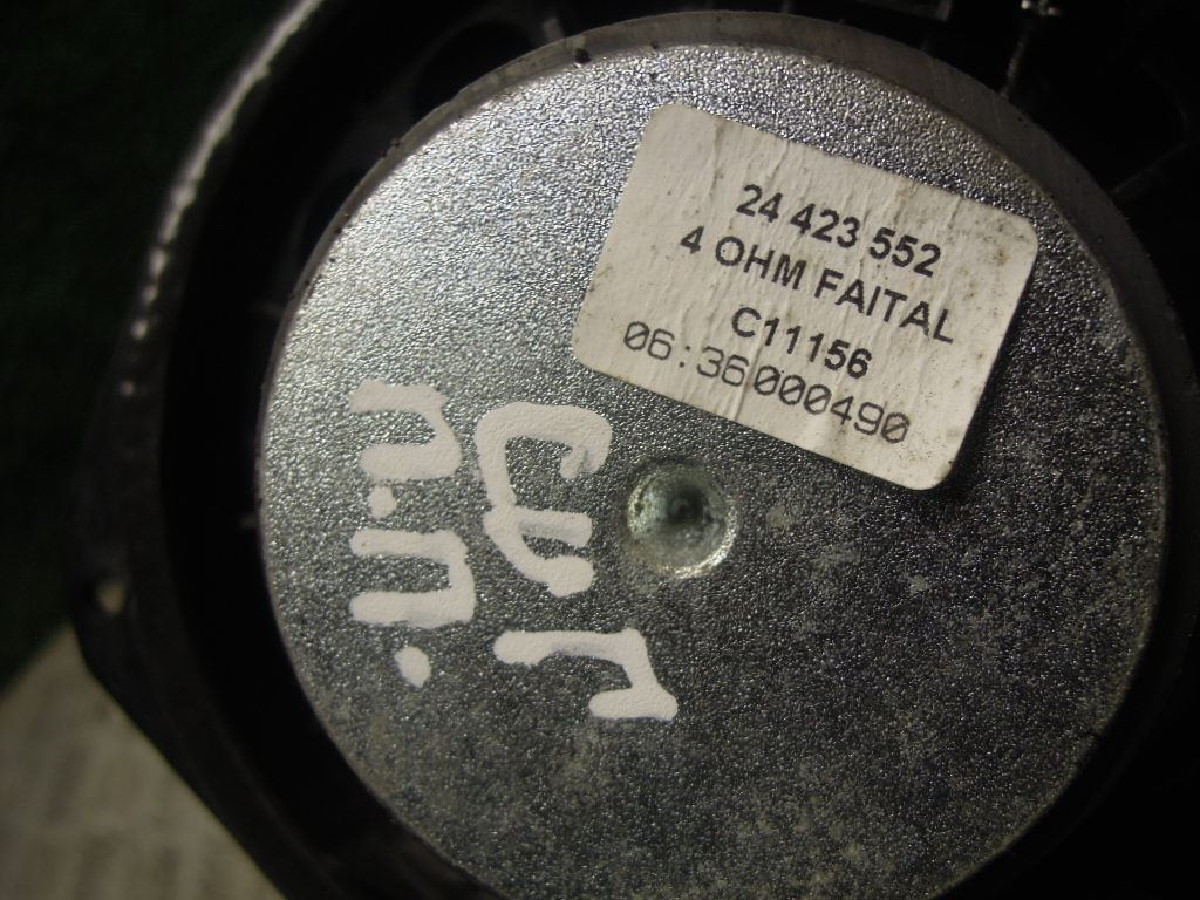 24 423 552
4 OHM FAITAL
C11156
06:36000490
п.п.